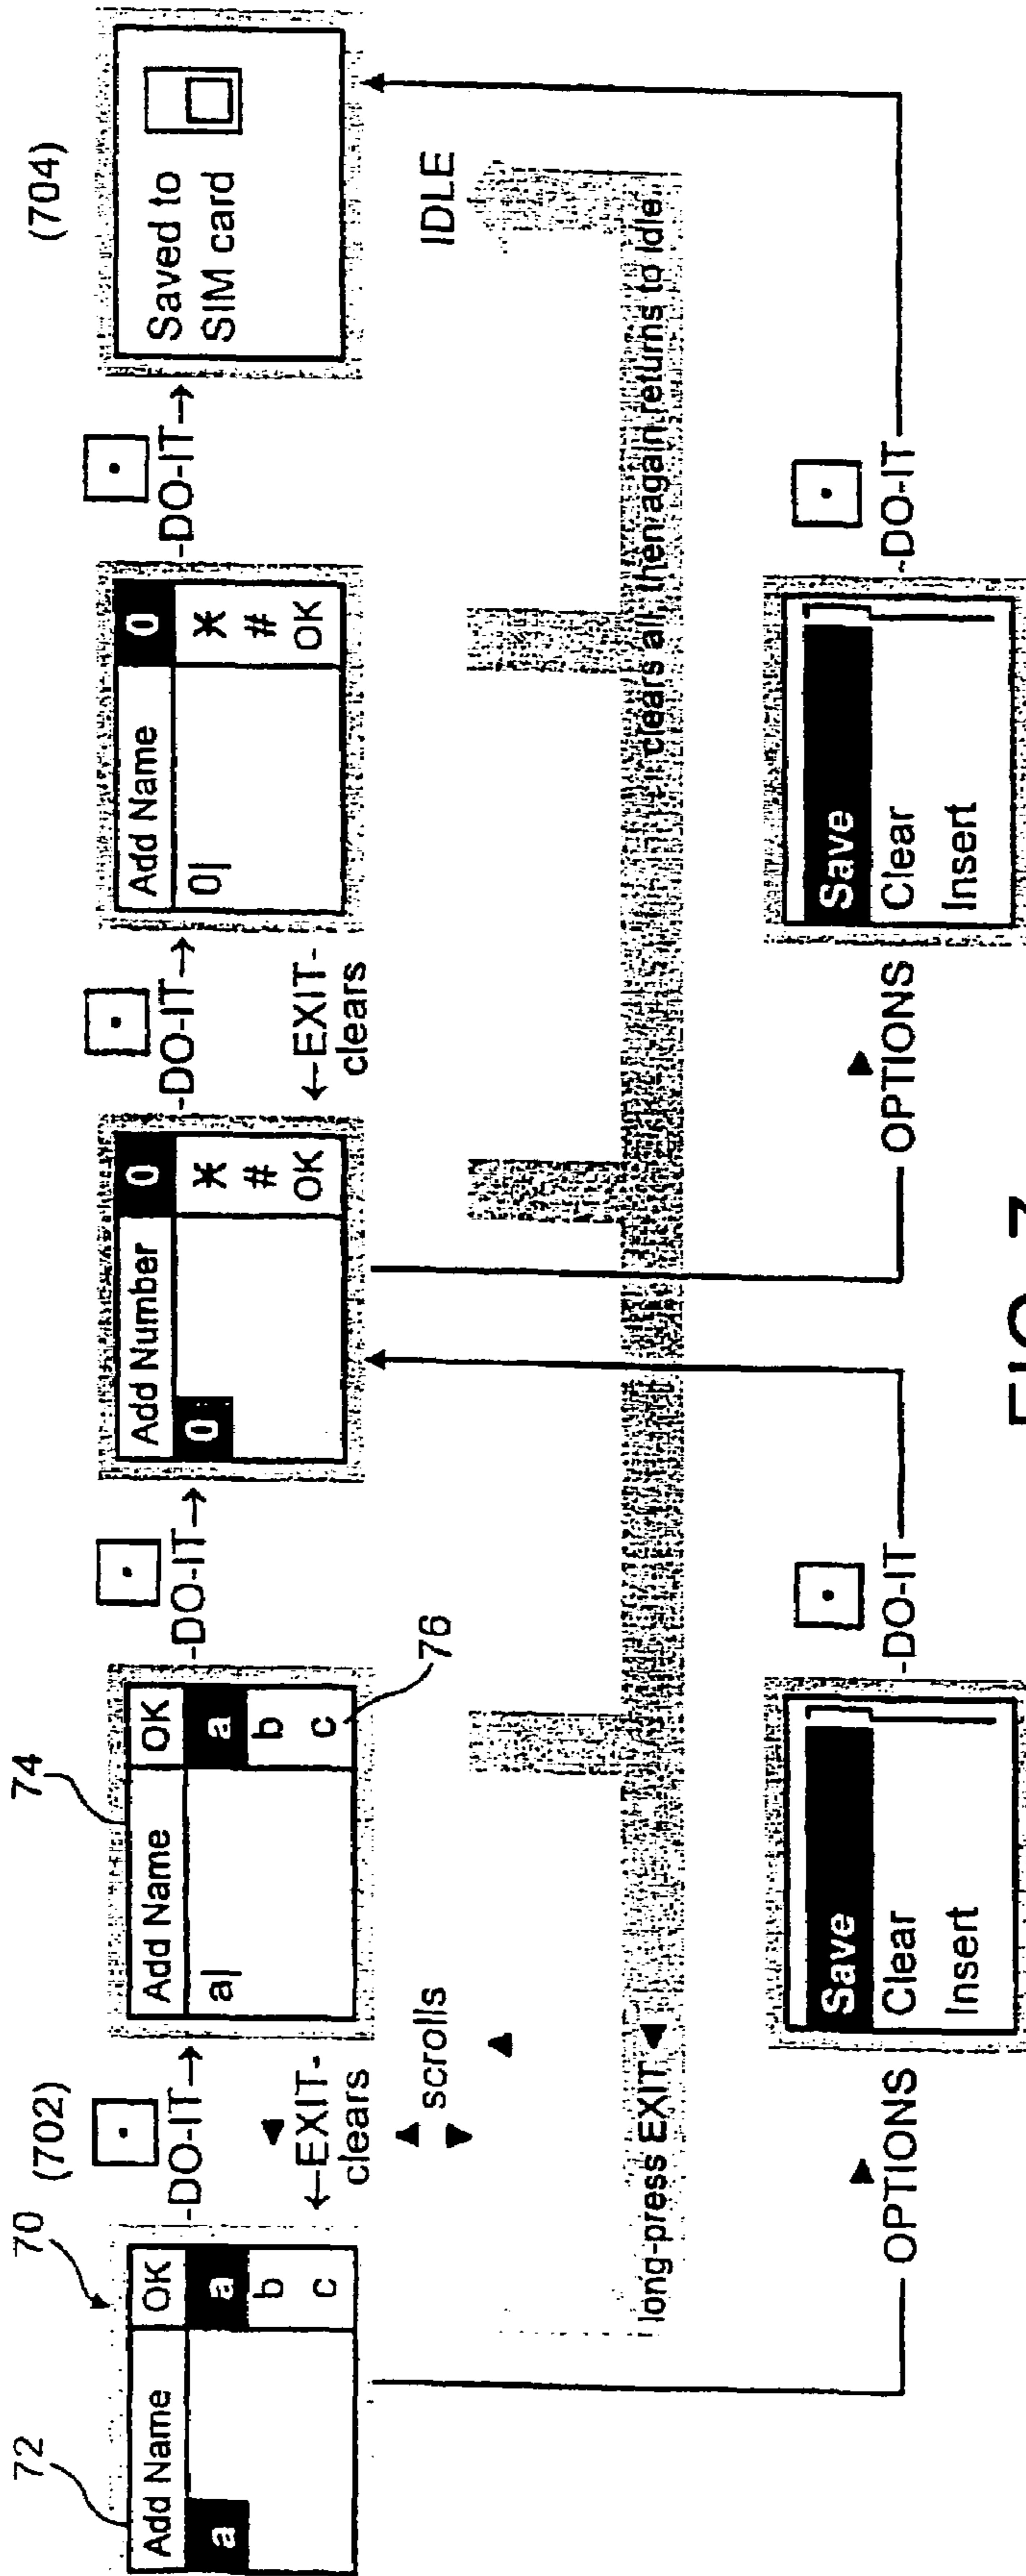 72
70
(702)
74
(704)
Add Name
OK
a
a
b
c
-DO-IT→
←EXIT-
clears
scrolls
Add Name
OK
a|
a
b
c
76
-DO-IT→
Add Number
0
0
*
#
OK
-DO-IT→
←EXIT-
clears
Add Name
0
0|
*
#
OK
-DO-IT→
Saved to
SIM card
IDLE
long-press EXIT
clears all, then again returns to Idle
OPTIONS
Save
Clear
Insert
-DO-IT
OPTIONS
Save
Clear
Insert
-DO-IT
FIG. 7